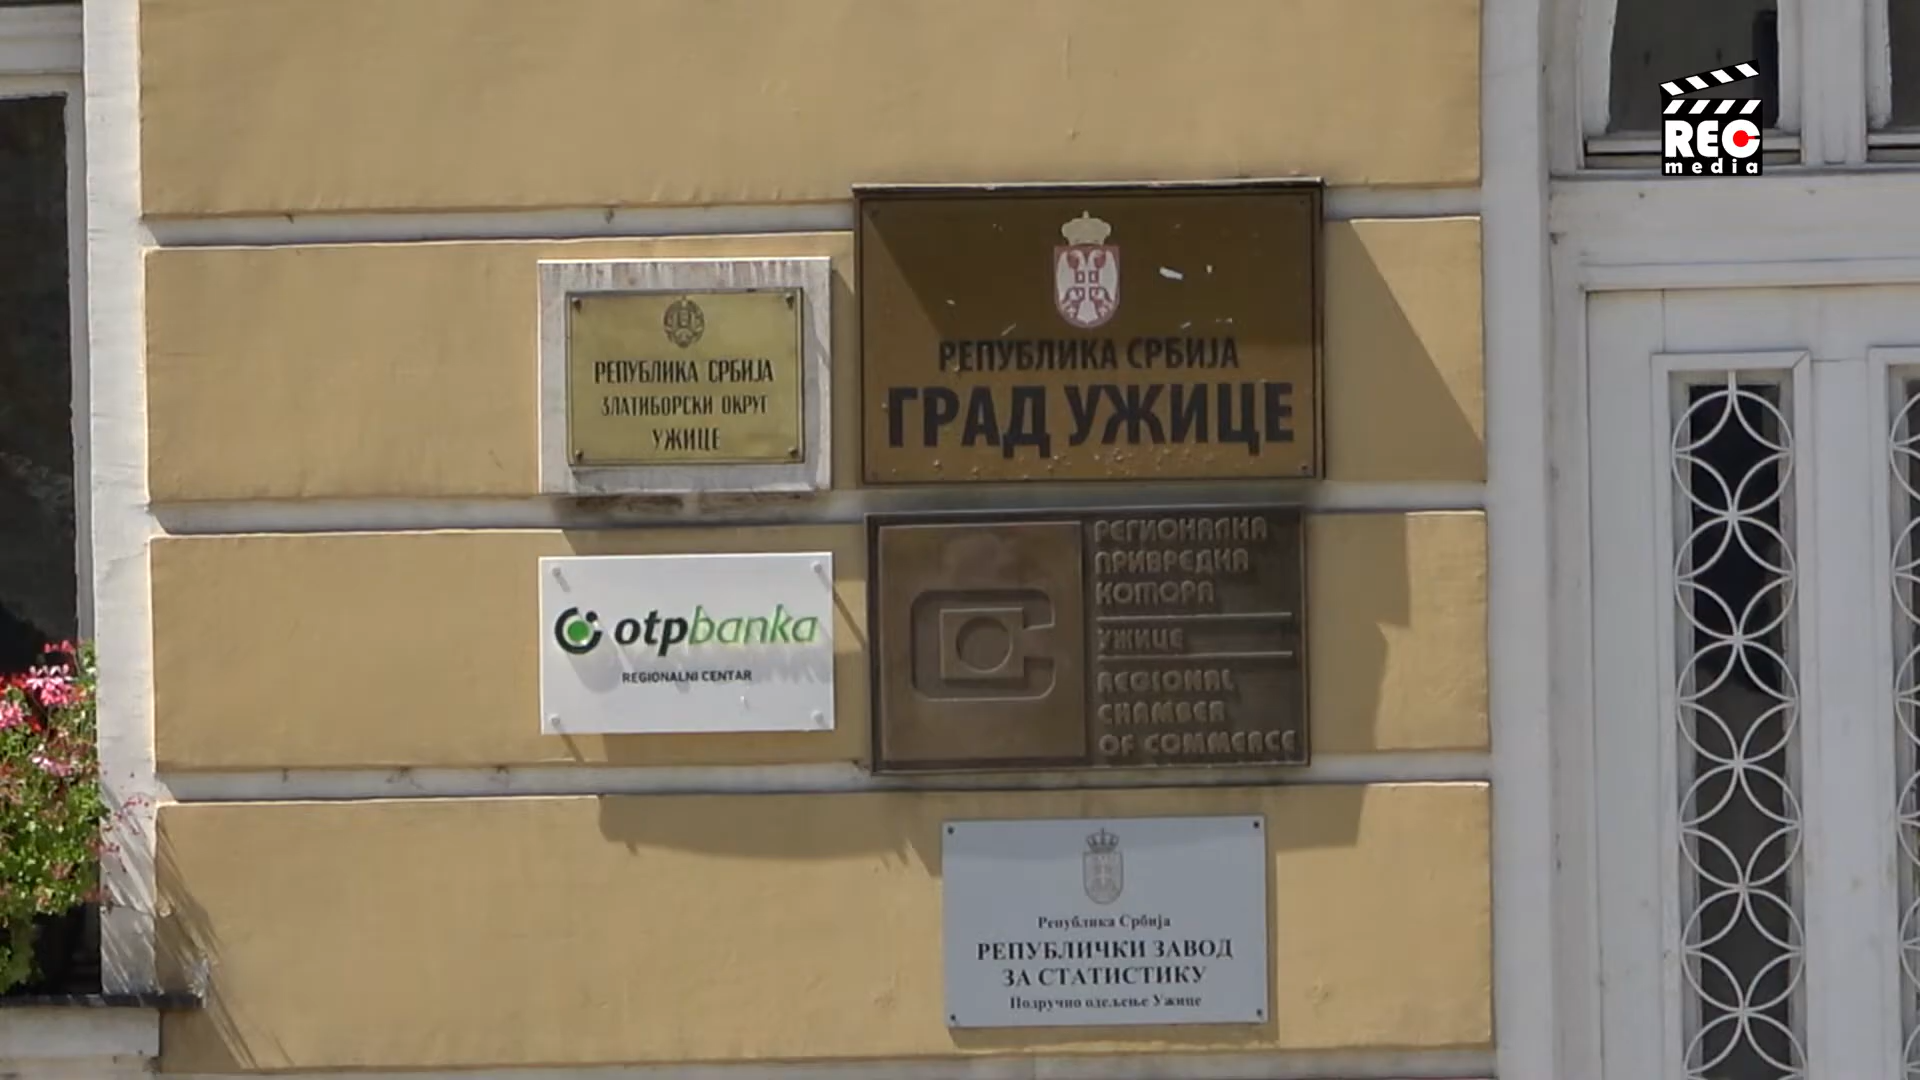 REC
media
РЕПУБЛИКА СРБИЈА
ЗЛАТИБОРСКИ ОКРУГ
УЖИЦЕ
РЕПУБЛИКА СРБИЈА
ГРАД УЖИЦЕ
otpbanka
REGIONALNI CENTAR
РЕГИОНАЛНА
ПРИВРЕДНА
КОМОРА
УЖИЦЕ
REGIONAL
CHAMBER
OF COMMERCE
Република Србија
РЕПУБЛИЧКИ ЗАВОД
ЗА СТАТИСТИКУ
Подручно одељење Ужице